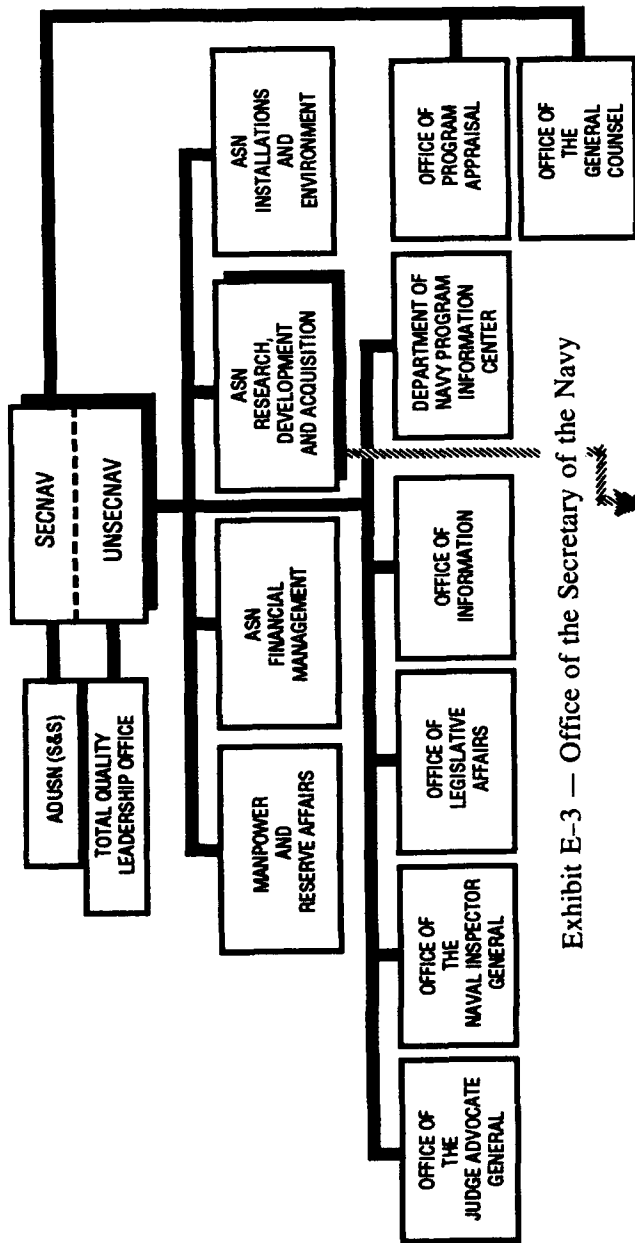 SECNAV
UNSECNAV
ADUSN (S&S)
TOTAL QUALITY
LEADERSHIP OFFICE
MANPOWER
AND
RESERVE AFFAIRS
ASN
FINANCIAL
MANAGEMENT
ASN
RESEARCH,
DEVELOPMENT
AND ACQUISITION
ASN
INSTALLATIONS
AND
ENVIRONMENT
OFFICE OF
THE
JUDGE ADVOCATE
GENERAL
OFFICE OF
THE
NAVAL INSPECTOR
GENERAL
OFFICE OF
LEGISLATIVE
AFFAIRS
OFFICE OF
INFORMATION
DEPARTMENT OF
NAVY PROGRAM
INFORMATION
CENTER
OFFICE OF
PROGRAM
APPRAISAL
OFFICE OF
THE
GENERAL
COUNSEL
Exhibit E-3 — Office of the Secretary of the Navy